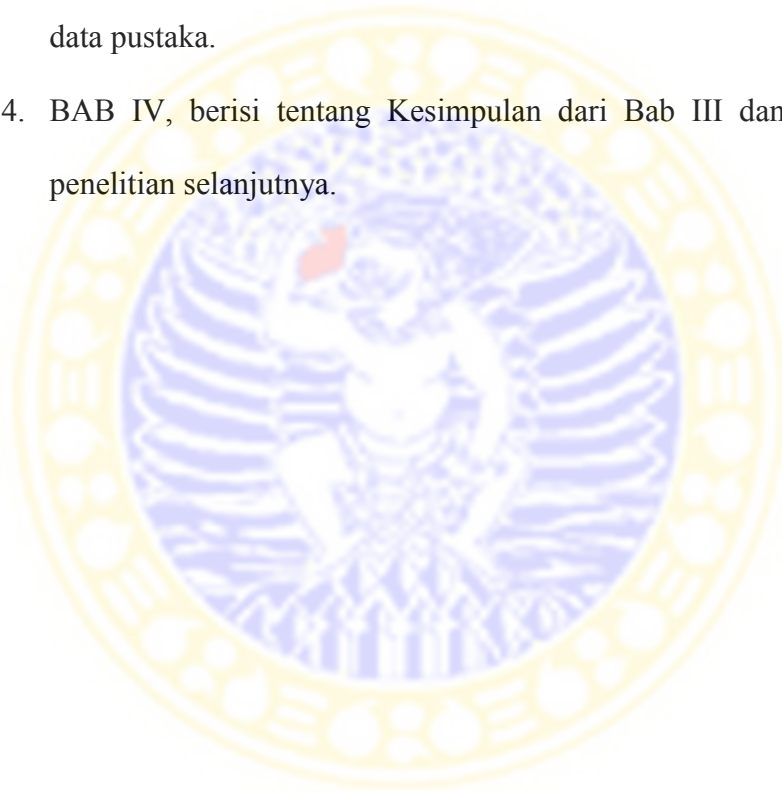 data pustaka.
4. BAB IV, berisi tentang Kesimpulan dari Bab III dan
penelitian selanjutnya.